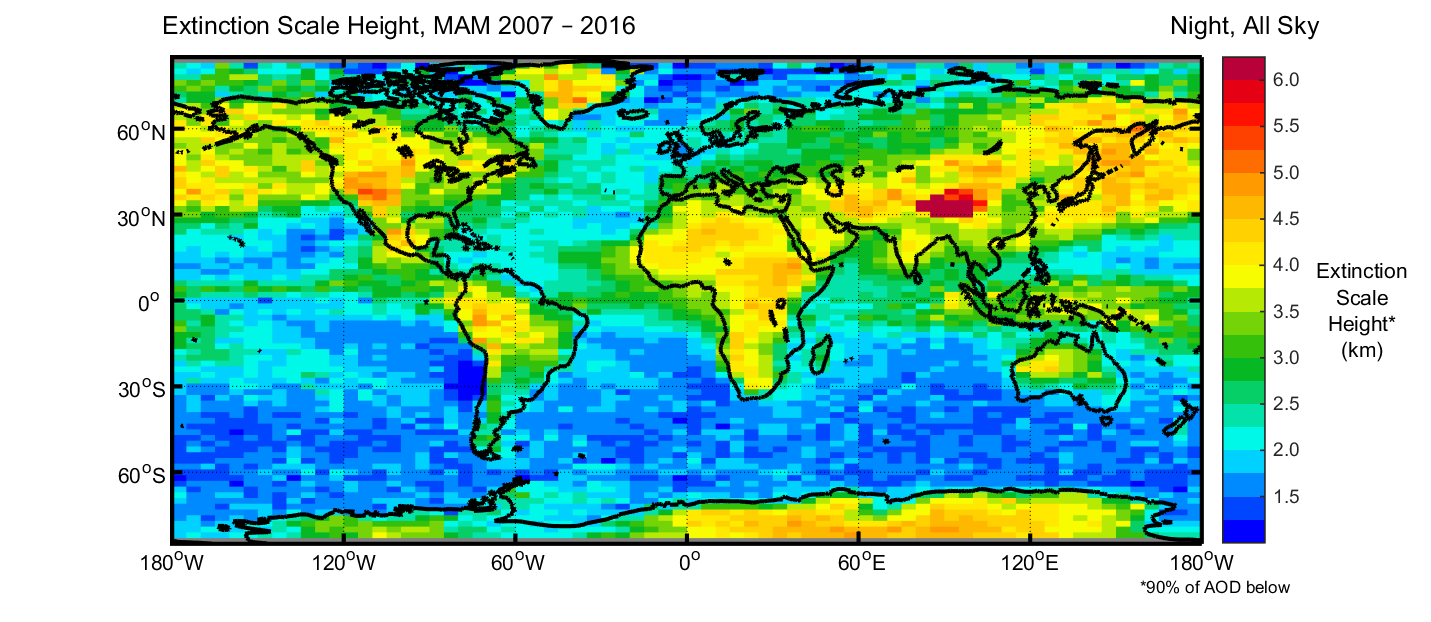 Extinction Scale Height, MAM 2007 – 2016
Night, All Sky
60°N
30°N
0°
30°S
60°S
180°W
120°W
60°W
0°
60°E
120°E
180°W
6.0
5.5
5.0
4.5
4.0
3.5
3.0
2.5
2.0
1.5
Extinction
Scale
Height*
(km)
*90% of AOD below